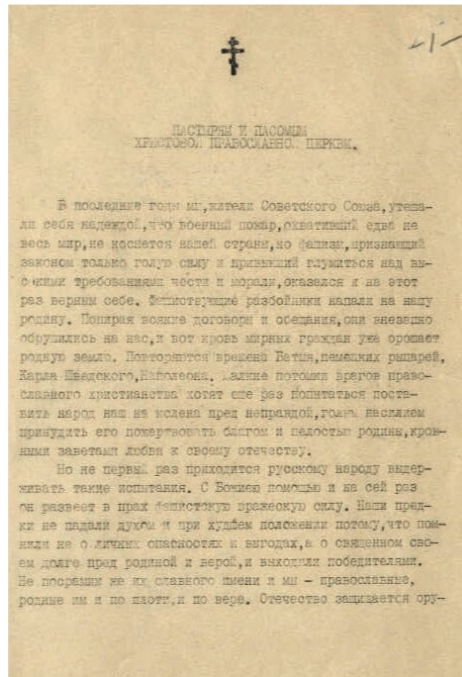 -1-
ПАСТЫРЯМ И ПАСОМЫМ
ХРИСТОВОЙ ПРАВОСЛАВНОЙ ЦЕРКВИ.
В последние годы мы,жители Советского Союза,утеша-
ли себя надеждой,что военный пожар,охвативший едва не
весь мир,не коснется нашей страны,но фашизм,признающий
законом только голую силу и привыкший глумиться над вы-
сокими требованиями чести и морали,оказался и на этот
раз верным себе. Фашиствующие разбойники напали на нашу
родину. Попирая всякие договоры и обещания,они внезапно
обрушились на нас,и вот кровь мирных граждан уже орошает
родную землю. Повторяются времена Батыя,немецких рыцарей,
Карла Шведского,Наполеона. Жалкие потомки врагов право-
славного христианства хотят еще раз попытаться поста-
вить народ наш на колена пред неправдой,голым насилием
принудить его пожертвовать благом и целостью родины,кров-
ными заветами любви к своему отечеству.
Но не первый раз приходится русскому народу выдер-
живать такие испытания. С Божиею помощью и на сей раз
он развеет в прах фашистскую вражескую силу. Наши пред-
ки не падали духом и при худшем положении потому,что пом-
нили не о личных опасностях и выгодах,а о священном сво-
ем долге пред родиной и верой,и выходили победителями.
Не посрамим же их славного имени и мы - православные,
родные им и по плоти,и по вере. Отечество защищается ору-